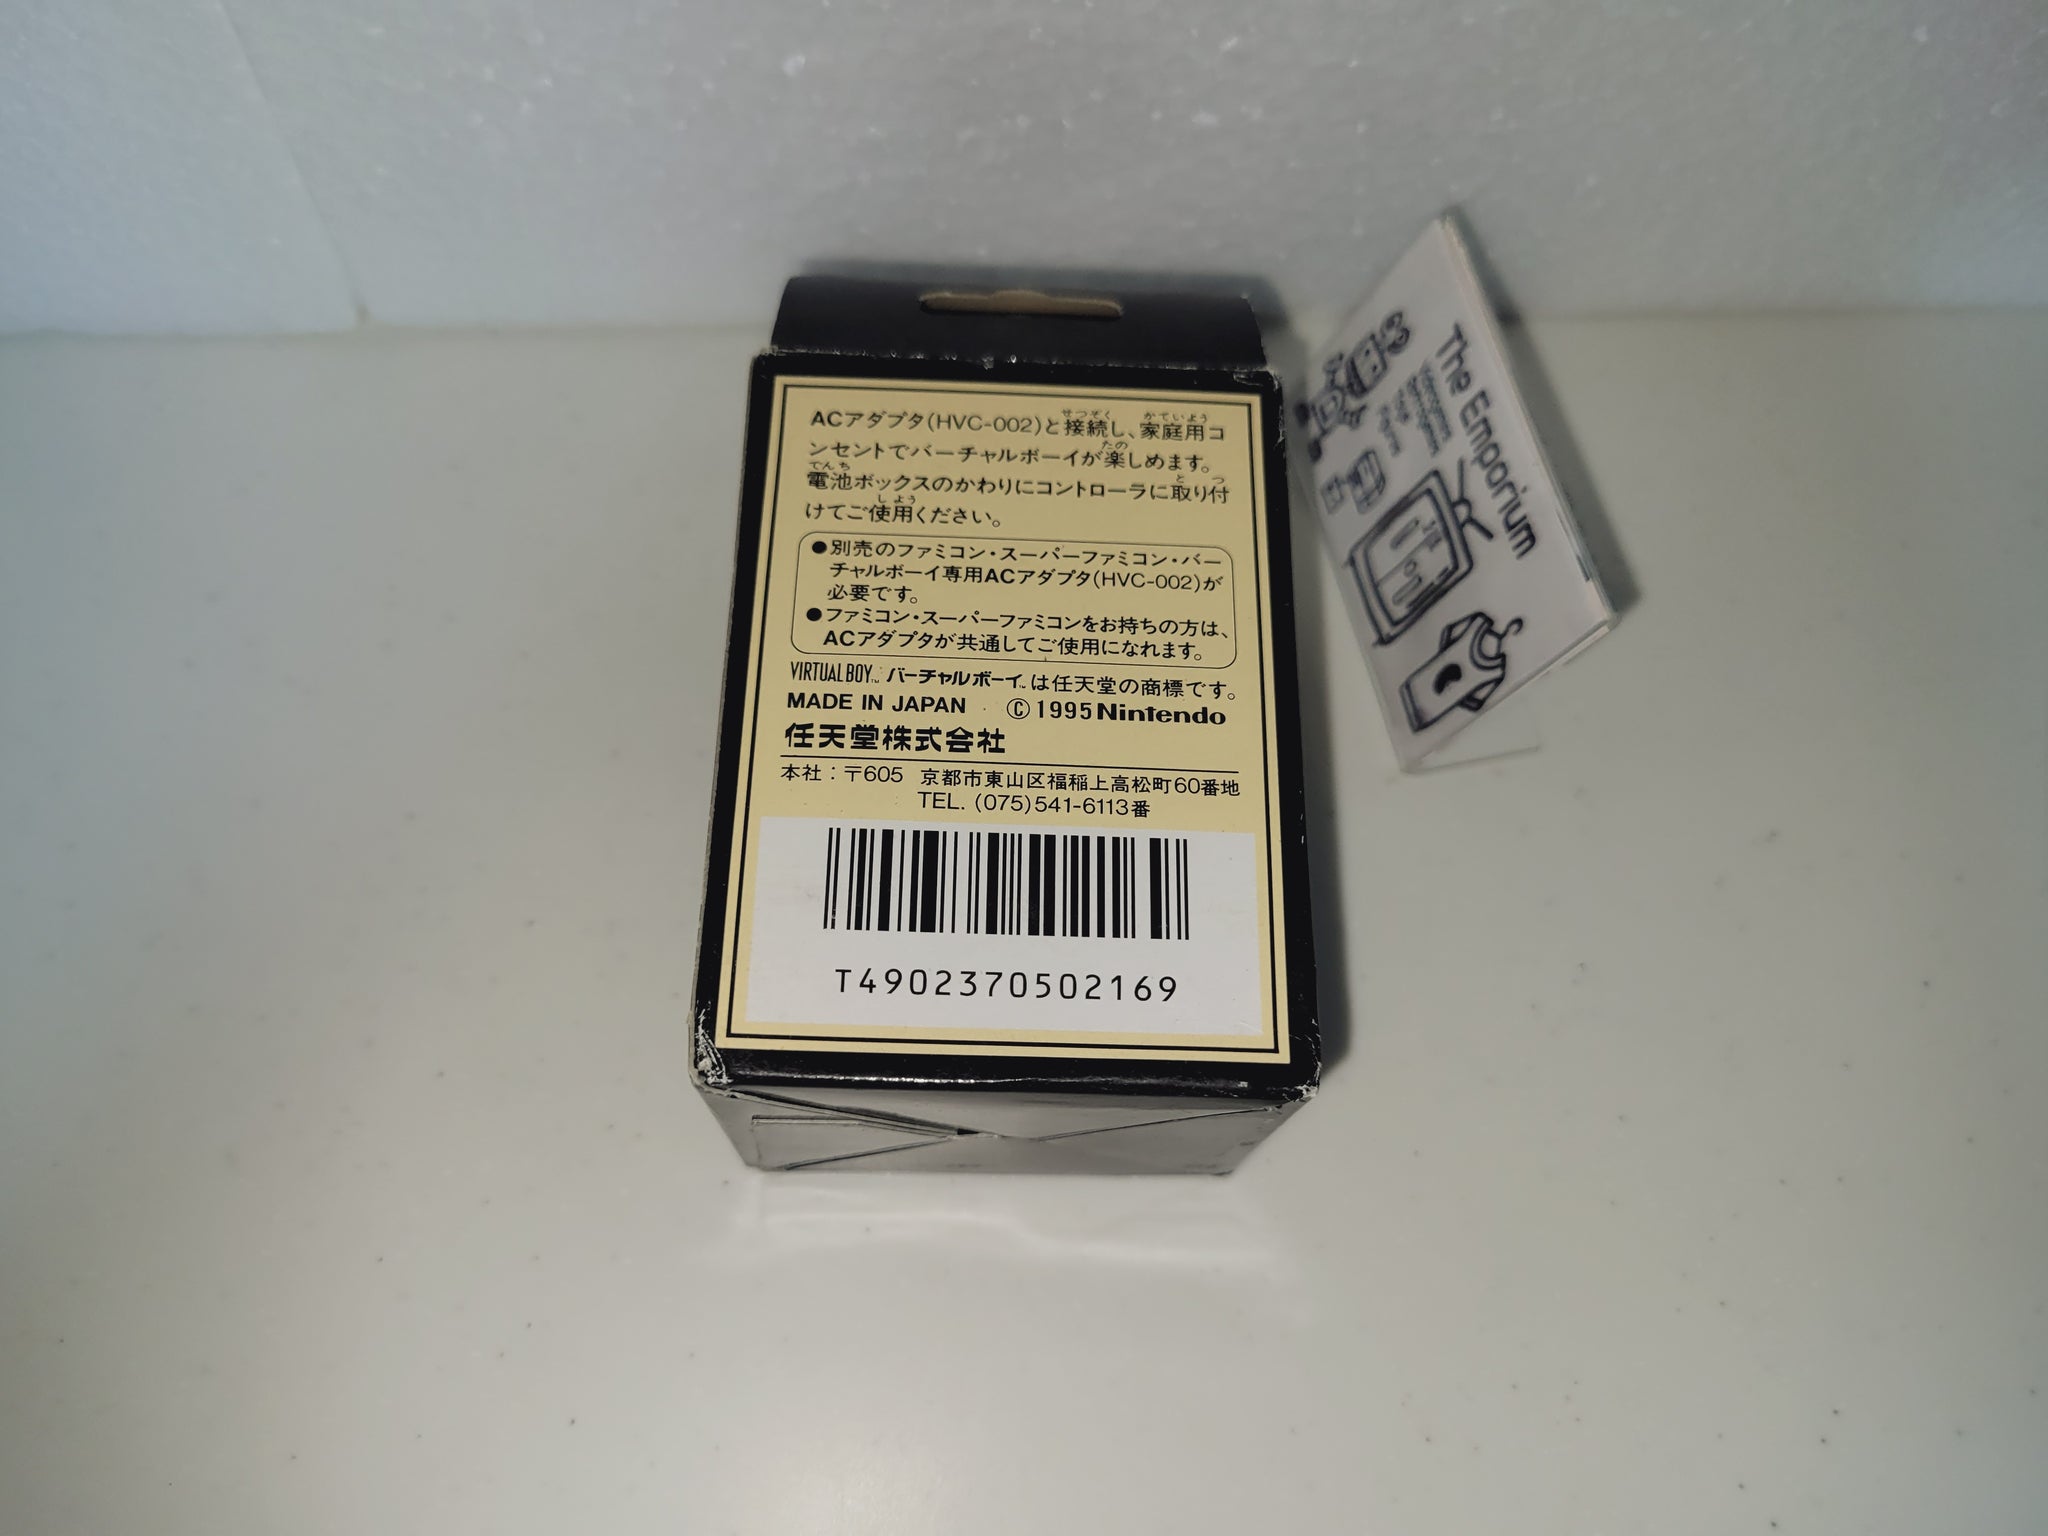 ACアダプタ(HVC-002)と接続し、家庭用コ
ンセントでバーチャルボーイが楽しめます。
電池ボックスのかわりにコントローラに取り付
けてご使用ください。
●別売のファミコン・スーパーファミコン・バー
チャルボーイ専用ACアダプタ(HVC-002)が
必要です。
●ファミコン・スーパーファミコンをお持ちの方は、
ACアダプタが共通してご使用になれます。
VIRTUAL BOY™ バーチャルボーイ™は任天堂の商標です。
MADE IN JAPAN ©1995 Nintendo
任天堂株式会社
本社：〒605 京都市東山区福稲上高松町60番地
TEL. (075)541-6113番
T4902370502169
The Emporium